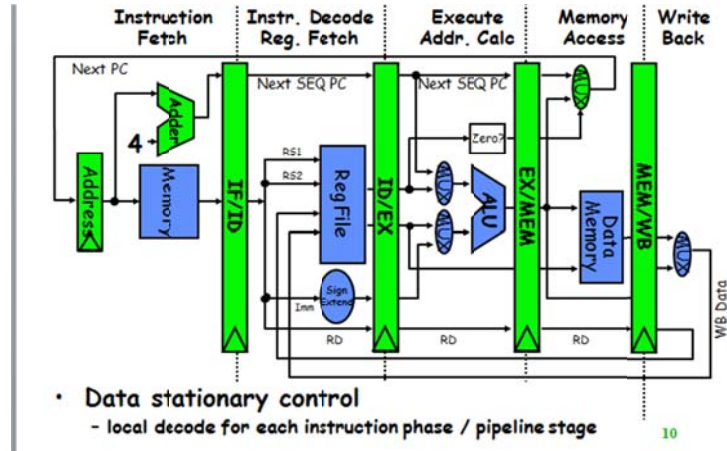 Instruction Fetch
Instr. Decode Reg. Fetch
Execute Addr. Calc
Memory Access
Write Back
Next PC
Next SEQ PC
Next SEQ PC
MUX
Adder
4
Zero?
RS1
RS2
Address
Memory
IF/ID
RegFile
ID/EX
MUX
MUX
ALU
EX/MEM
Data Memory
MEM/WB
MUX
Sign Extend
Imm
RD
RD
RD
WB Data
• Data stationary control
– local decode for each instruction phase / pipeline stage
10